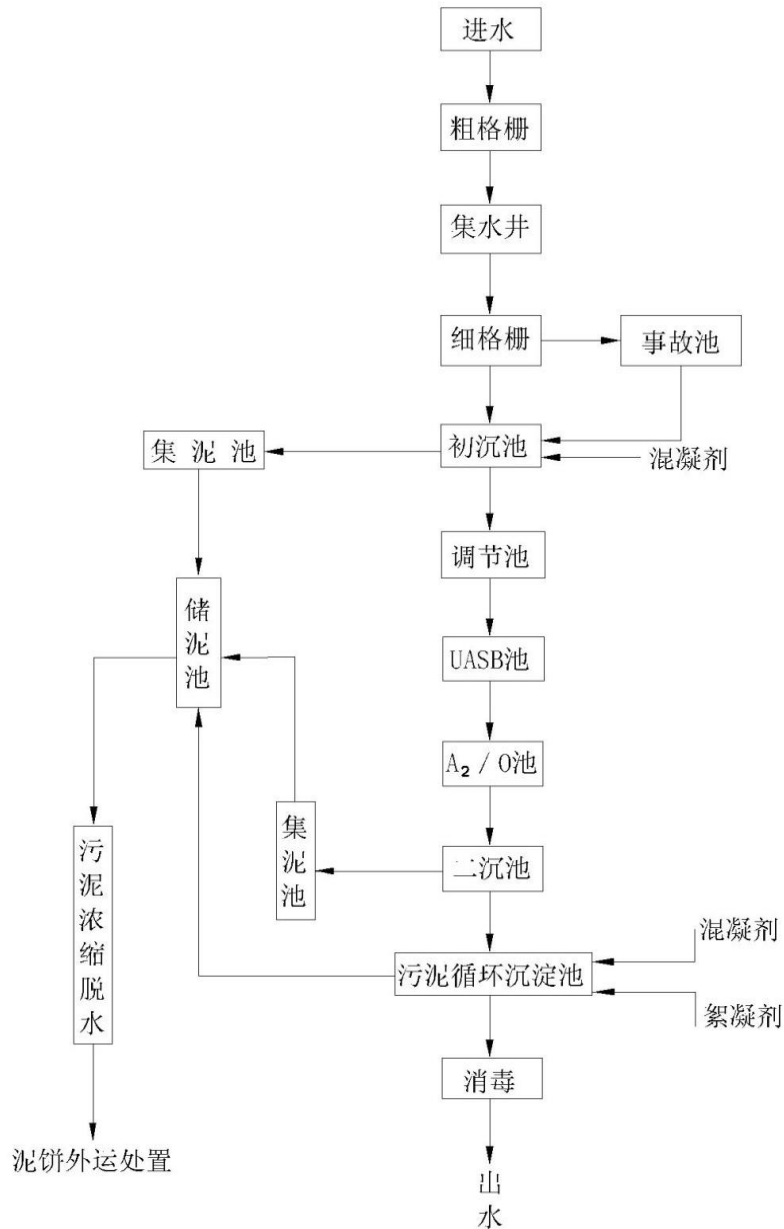 进水
粗格栅
集水井
细格栅
事故池
集泥池
初沉池
混凝剂
调节池
储泥池
UASB池
A₂/O池
集泥池
污泥浓缩脱水
二沉池
混凝剂
污泥循环沉淀池
絮凝剂
消毒
泥饼外运处置
出水